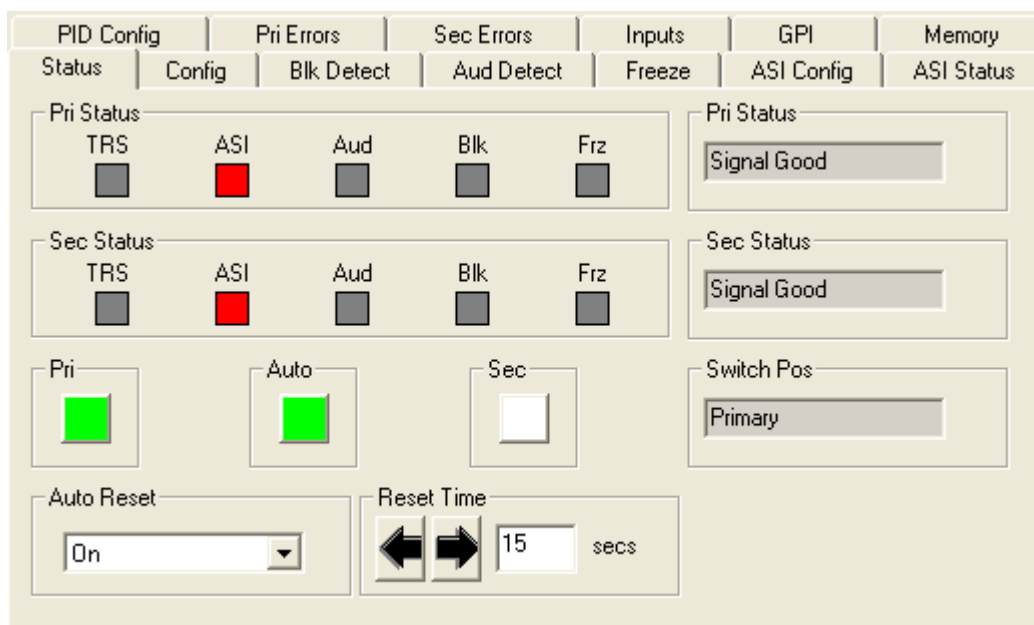 PID Config Pri Errors Sec Errors Inputs GPI Memory
Status Config Blk Detect Aud Detect Freeze ASI Config ASI Status
Pri Status Pri Status
TRS ASI Aud Blk Frz
Signal Good
Sec Status Sec Status
TRS ASI Aud Blk Frz
Signal Good
Pri Auto Sec Switch Pos
Primary
Auto Reset Reset Time
On 15 secs